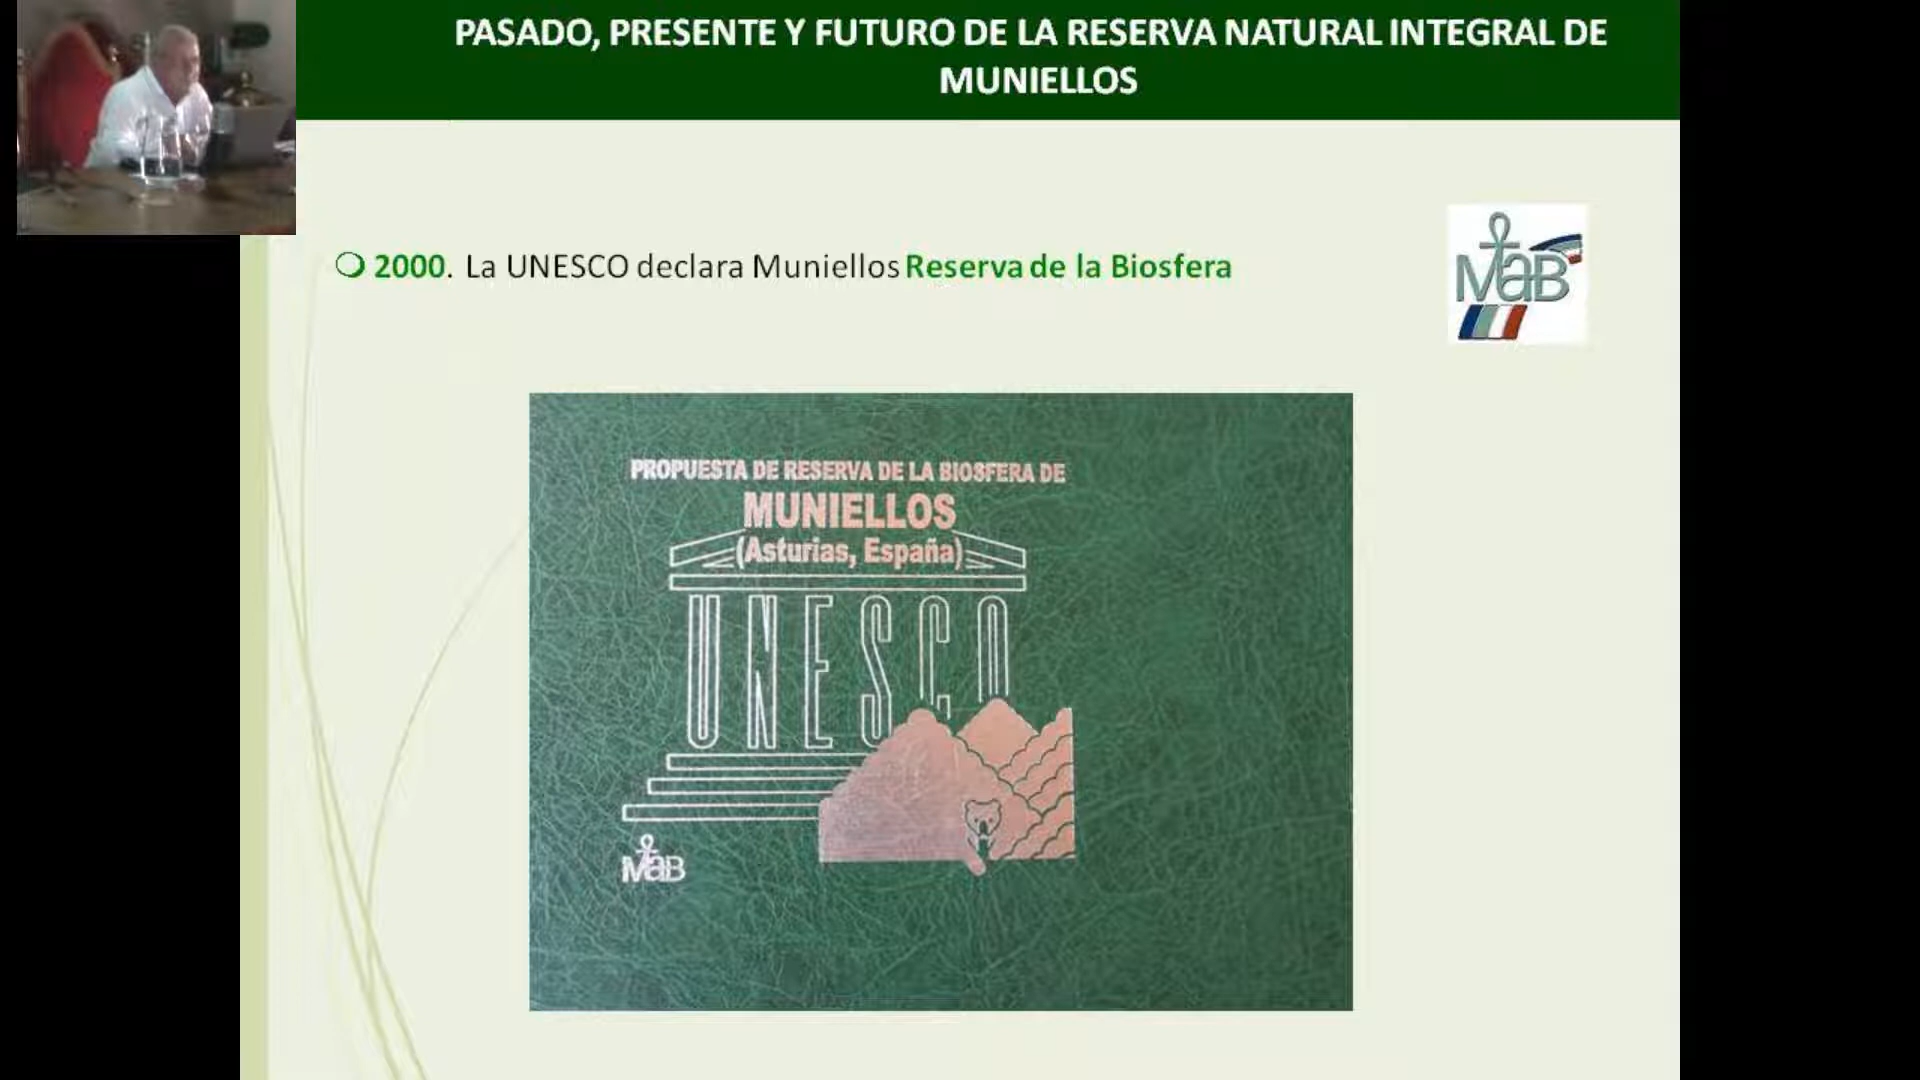 PASADO, PRESENTE Y FUTURO DE LA RESERVA NATURAL INTEGRAL DE
MUNIELLOS
2000. La UNESCO declara Muniellos Reserva de la Biosfera
MaB
PROPUESTA DE RESERVA DE LA BIOSFERA DE
MUNIELLOS
(Asturias, España)
UNESCO
MaB